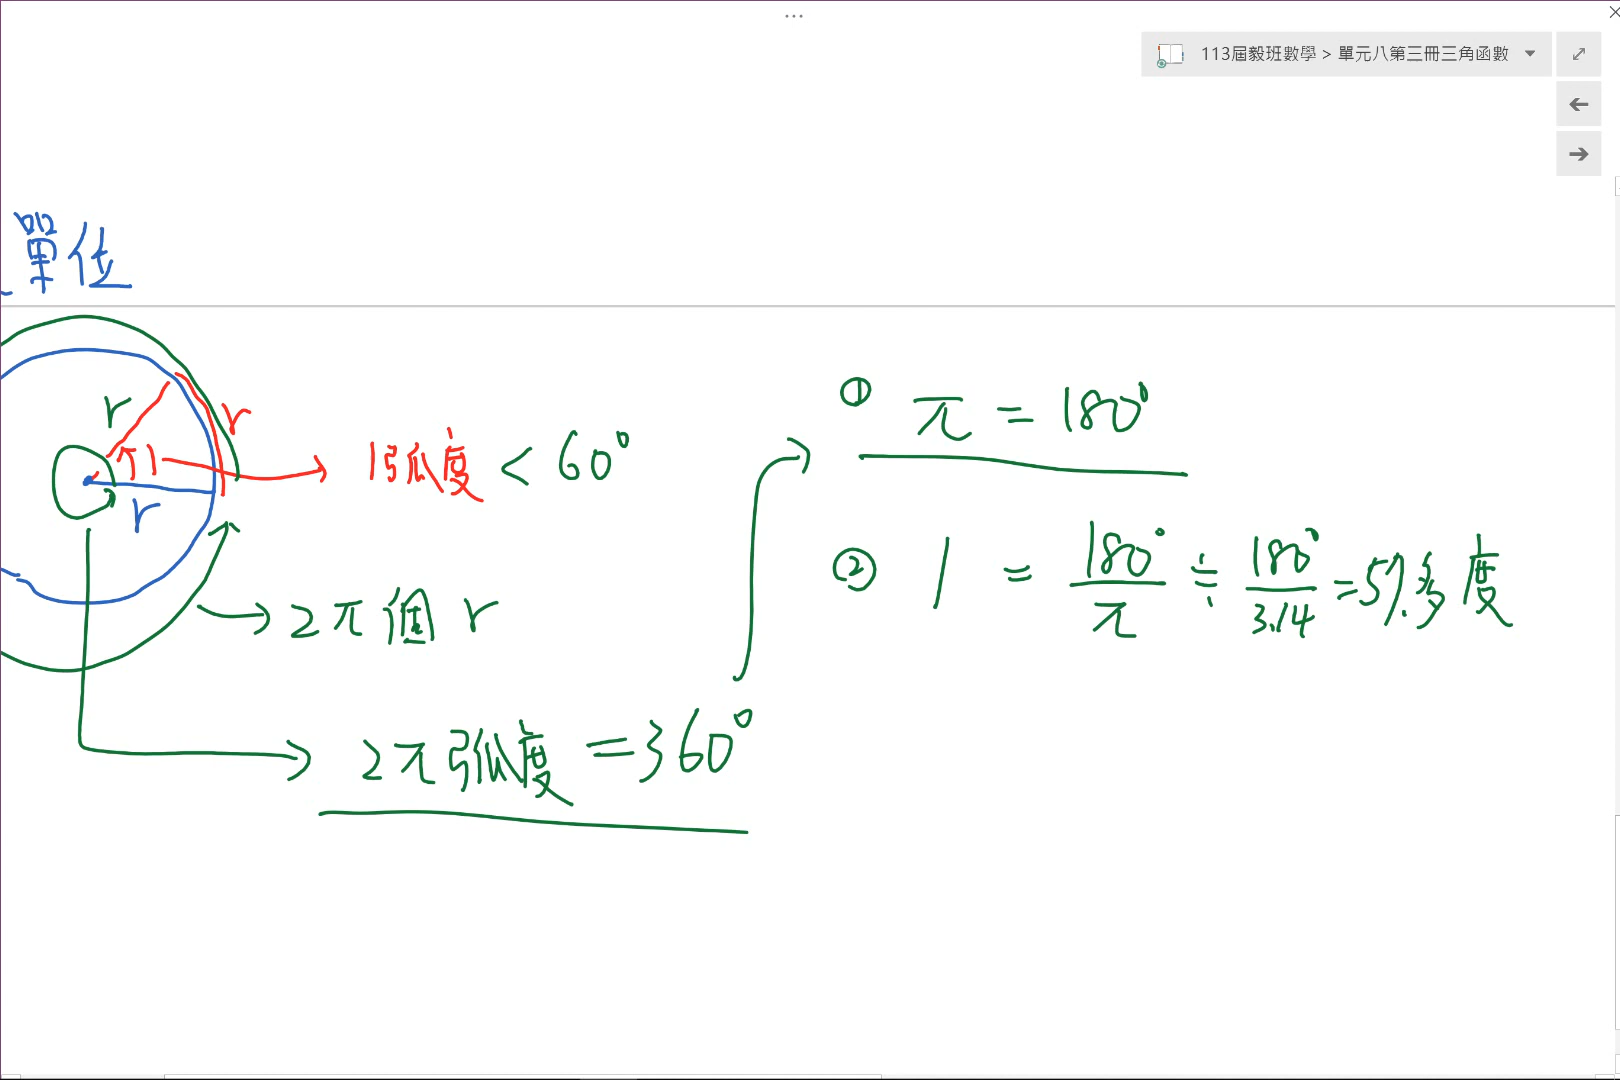 113屆毅班數學 > 單元八第三冊三角函數
單位
r
r
r
1
1弧度 < 60°
2π個 r
2π弧度 = 360°
① π = 180°
② 1 = 180°/π ≑ 180°/3.14 = 57.多度